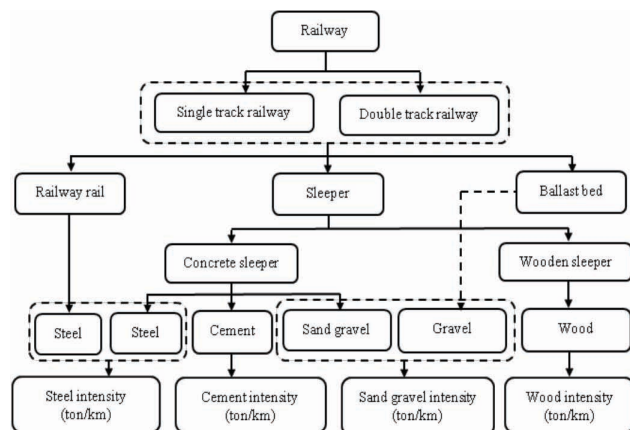 Railway
Single track railway
Double track railway
Railway rail
Sleeper
Ballast bed
Concrete sleeper
Wooden sleeper
Steel
Steel
Cement
Sand gravel
Gravel
Wood
Steel intensity
(ton/km)
Cement intensity
(ton/km)
Sand gravel intensity
(ton/km)
Wood intensity
(ton/km)